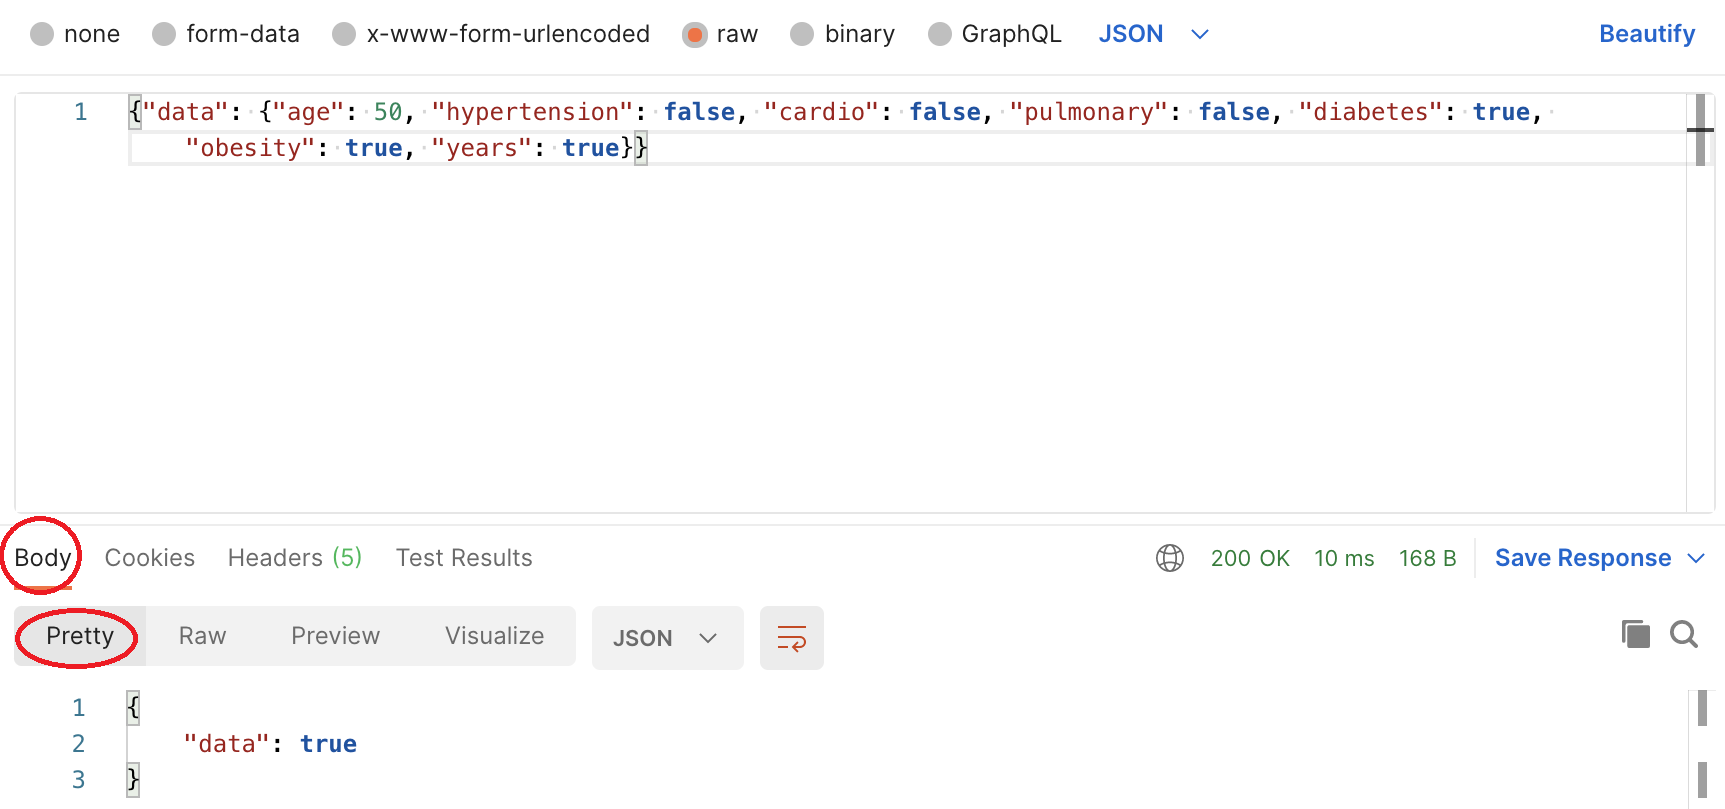 none form-data x-www-form-urlencoded raw binary GraphQL JSON Beautify
1 {"data": {"age": 50, "hypertension": false, "cardio": false, "pulmonary": false, "diabetes": true,
"obesity": true, "years": true}}
Body Cookies Headers (5) Test Results 200 OK 10 ms 168 B Save Response
Pretty Raw Preview Visualize JSON
1 {
2 "data": true
3 }